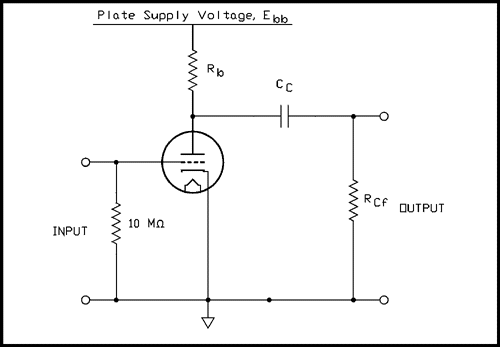 Plate Supply Voltage, Ebb
Rb
CC
RCf
OUTPUT
10 MΩ
INPUT